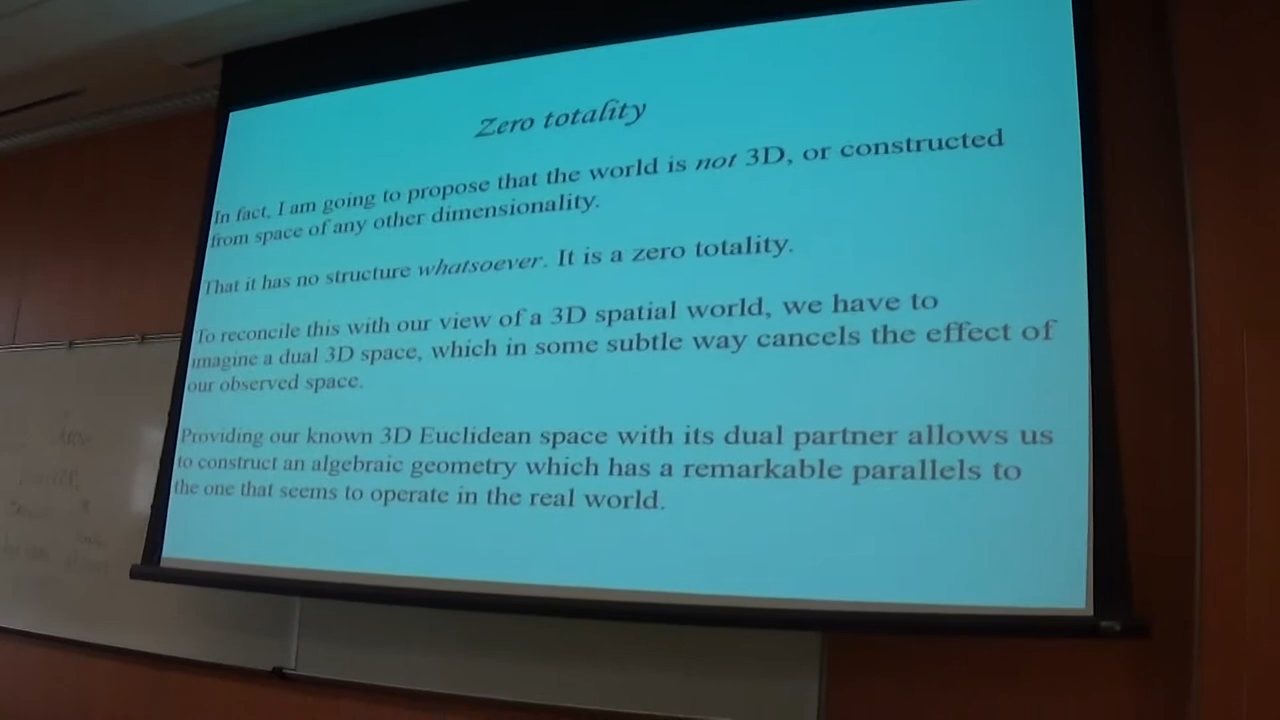 Zero totality
In fact, I am going to propose that the world is not 3D, or constructed
from space of any other dimensionality.
That it has no structure whatsoever. It is a zero totality.
To reconcile this with our view of a 3D spatial world, we have to
imagine a dual 3D space, which in some subtle way cancels the effect of
our observed space.
Providing our known 3D Euclidean space with its dual partner allows us
to construct an algebraic geometry which has a remarkable parallels to
the one that seems to operate in the real world.